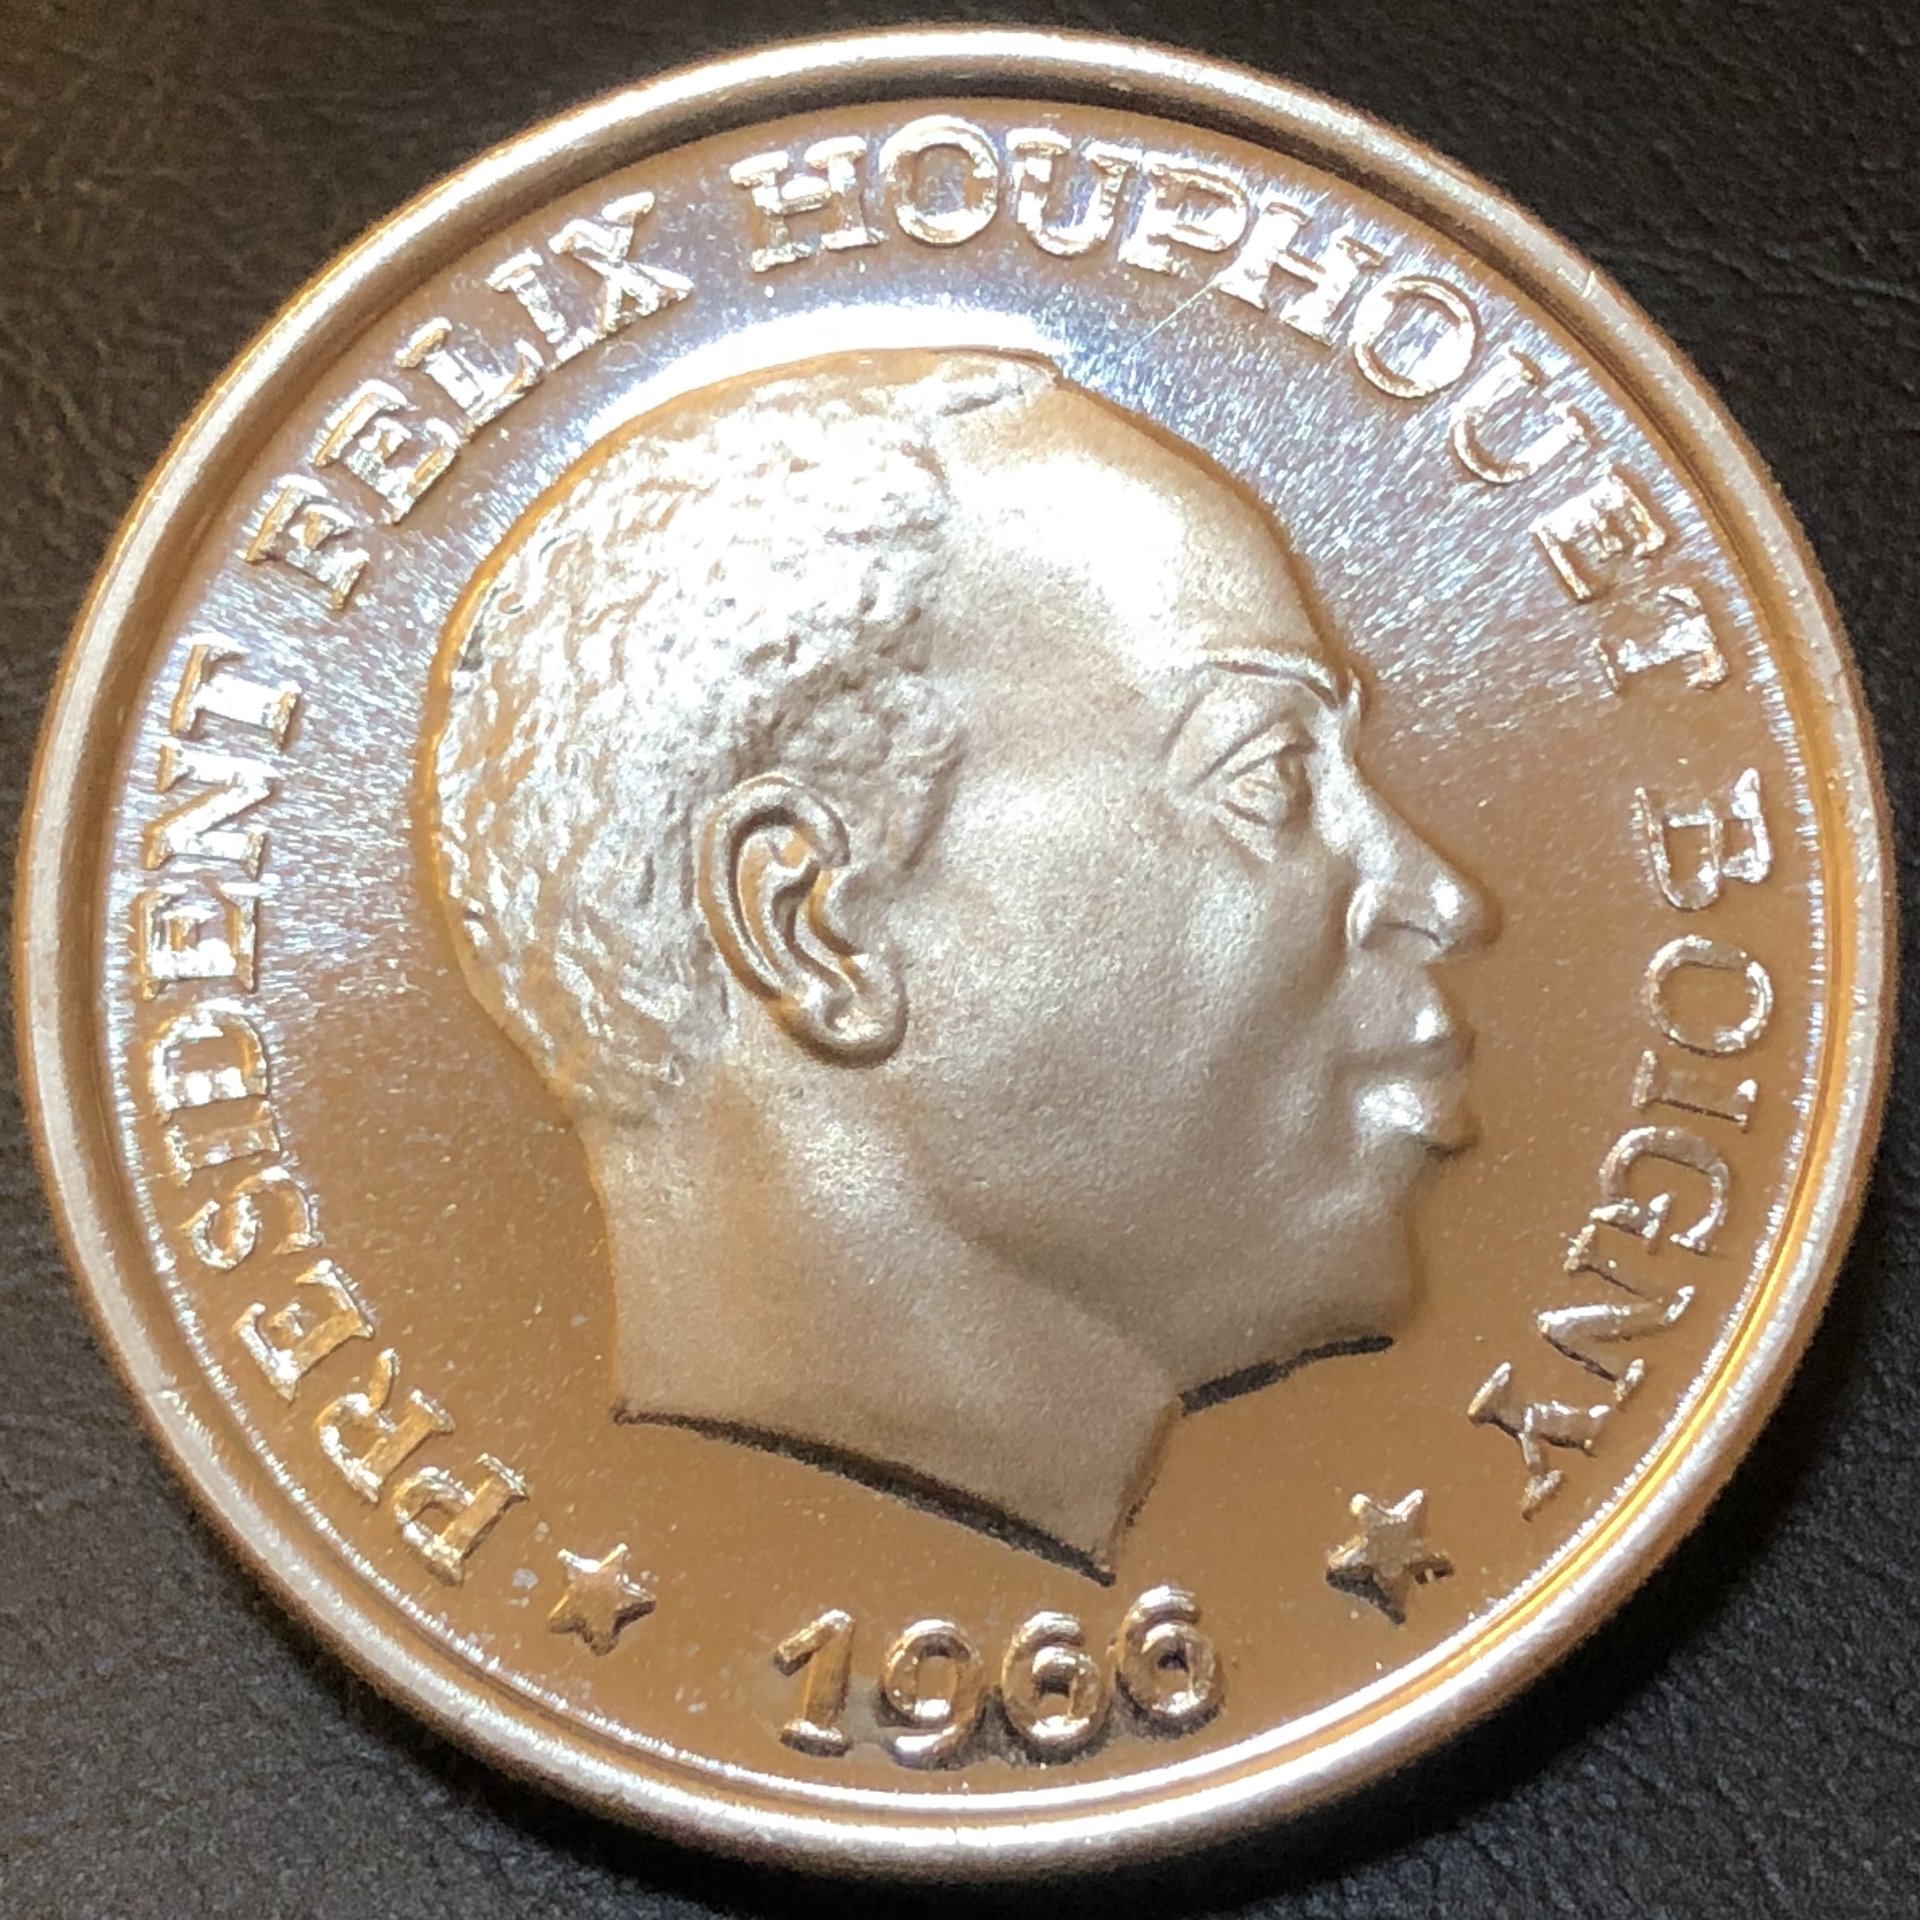 PRESIDENT FELIX HOUPHOUET BOIGNY
1966